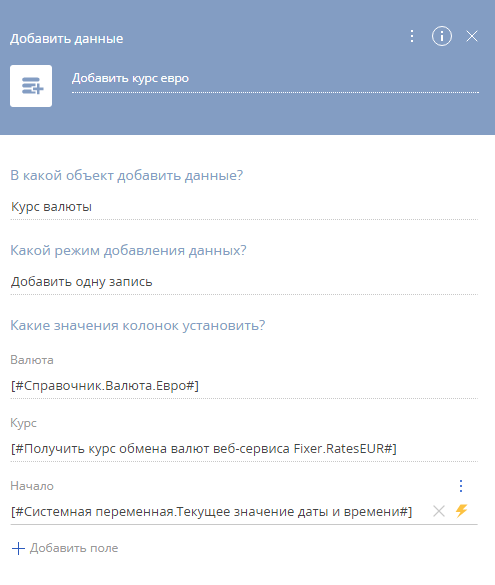 Добавить данные
Добавить курс евро
В какой объект добавить данные?
Курс валюты
Какой режим добавления данных?
Добавить одну запись
Какие значения колонок установить?
Валюта
[#Справочник.Валюта.Евро#]
Курс
[#Получить курс обмена валют веб-сервиса Fixer.RatesEUR#]
Начало
[#Системная переменная.Текущее значение даты и времени#]
Добавить поле